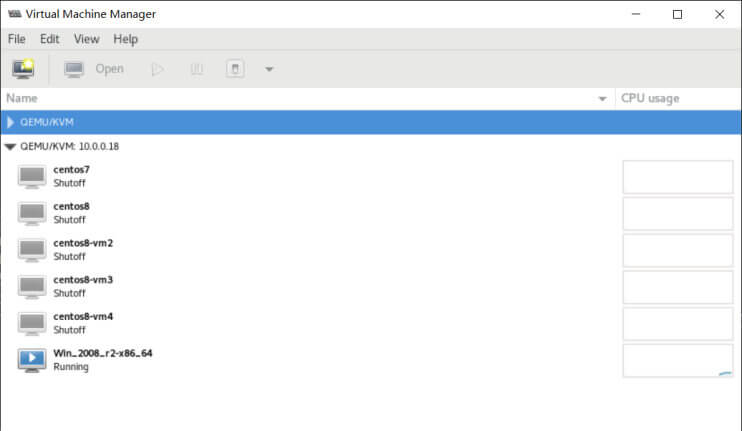 Virtual Machine Manager
File Edit View Help
Open
Name CPU usage
QEMU/KVM
QEMU/KVM: 10.0.0.18
centos7
Shutoff
centos8
Shutoff
centos8-vm2
Shutoff
centos8-vm3
Shutoff
centos8-vm4
Shutoff
Win_2008_r2-x86_64
Running